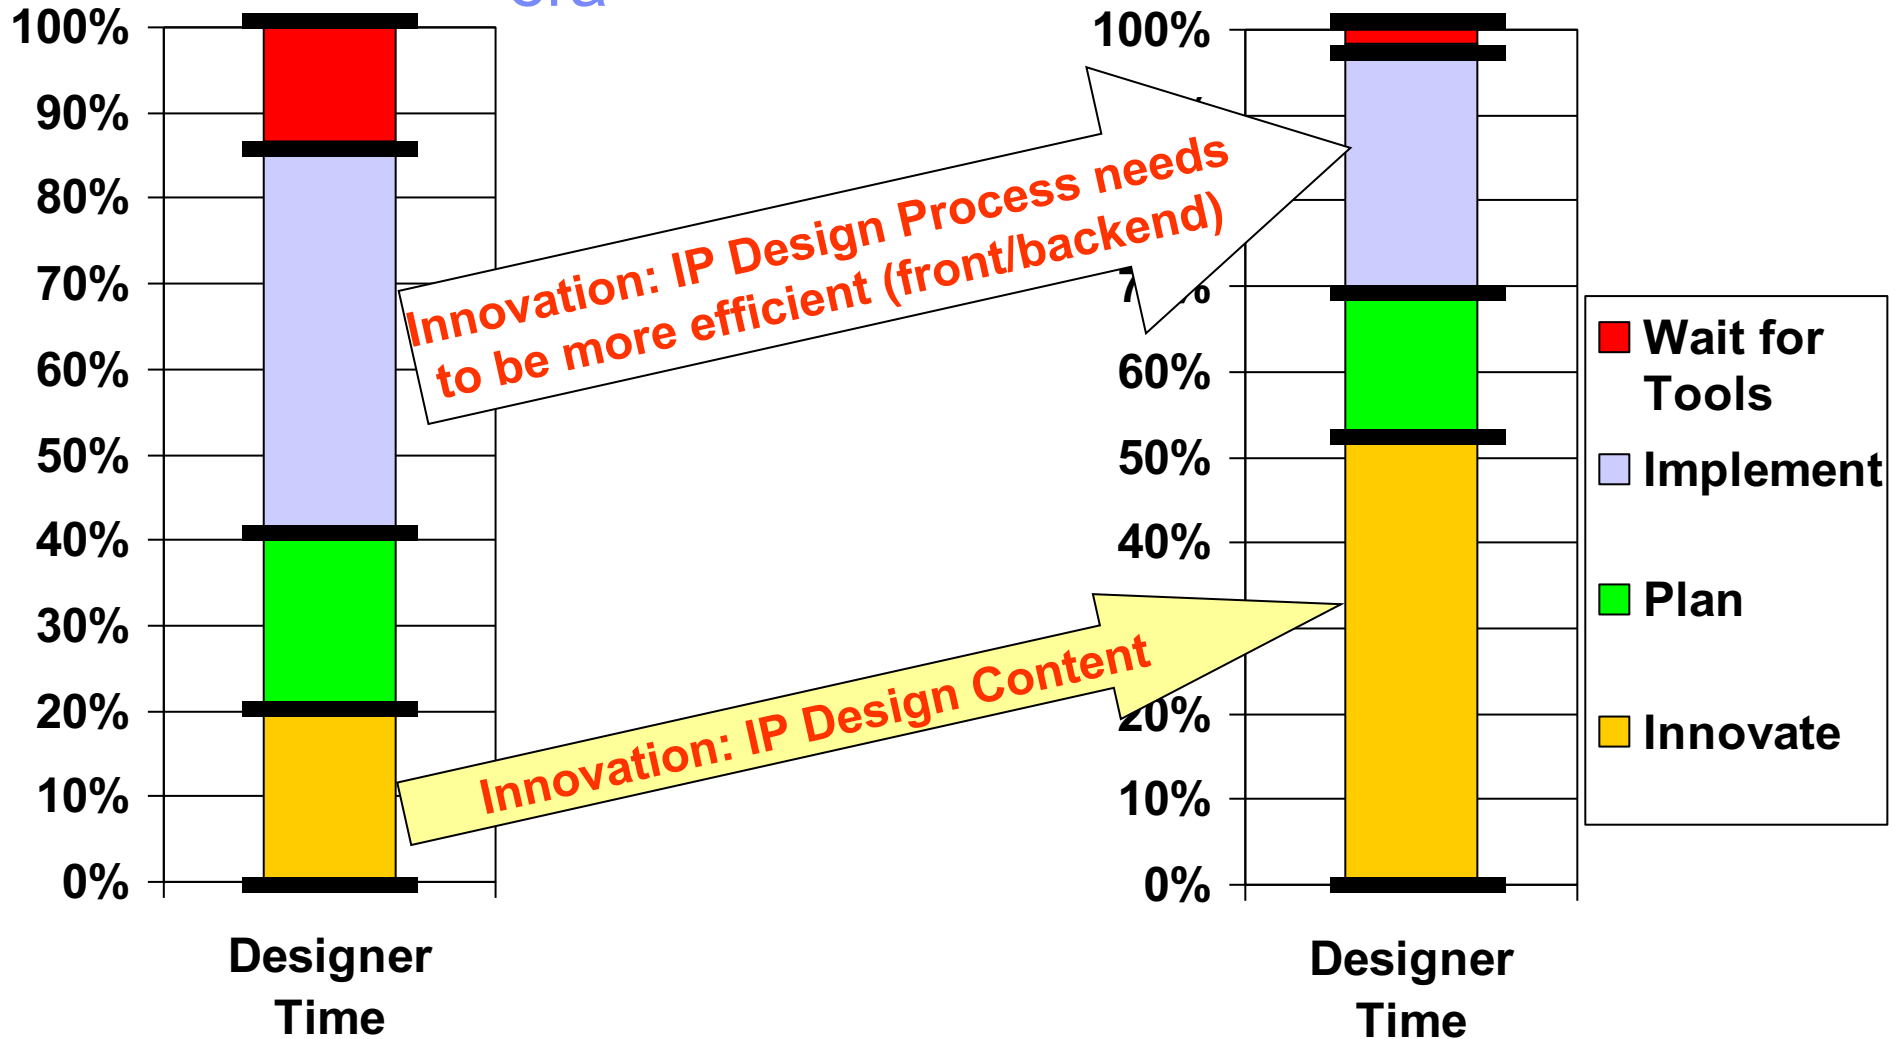 100%
90%
80%
70%
60%
50%
40%
30%
20%
10%
0%
Designer
Time
Innovation: IP Design Process needs
to be more efficient (front/backend)
Innovation: IP Design Content
100%
60%
50%
40%
20%
10%
0%
Designer
Time
Wait for
Tools
Implement
Plan
Innovate